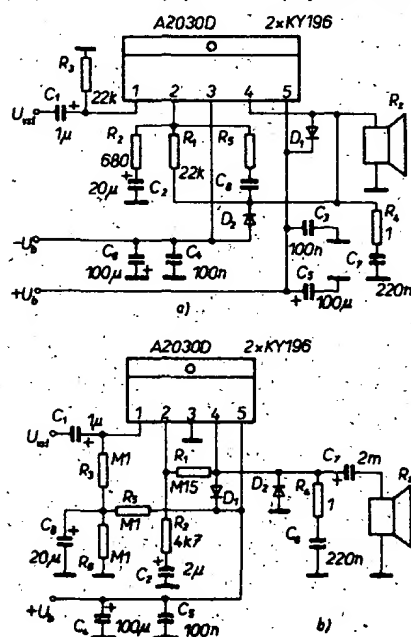 A2030D 2×KY196
R3
C1
Uvst
1μ
22k
1 2 3 4 5
R2
680
R1
22k
R5
D1
Rz
20μ
C2
C8
D2
R4
1
-Ub
C6
100μ
C4
100n
C3
100n
C7
220n
+Ub
C5
100μ
a)
A2030D 2×KY196
C1
1μ
Uvst
1 2 3 4 5
R3
M1
R1
M15
D1
D2
C7
2m
Rz
R4
1
R5
M1
R2
4k7
C8
20μ
R6
M1
C2
2μ
C6
220n
+Ub
C4
100μ
C5
100n
b)